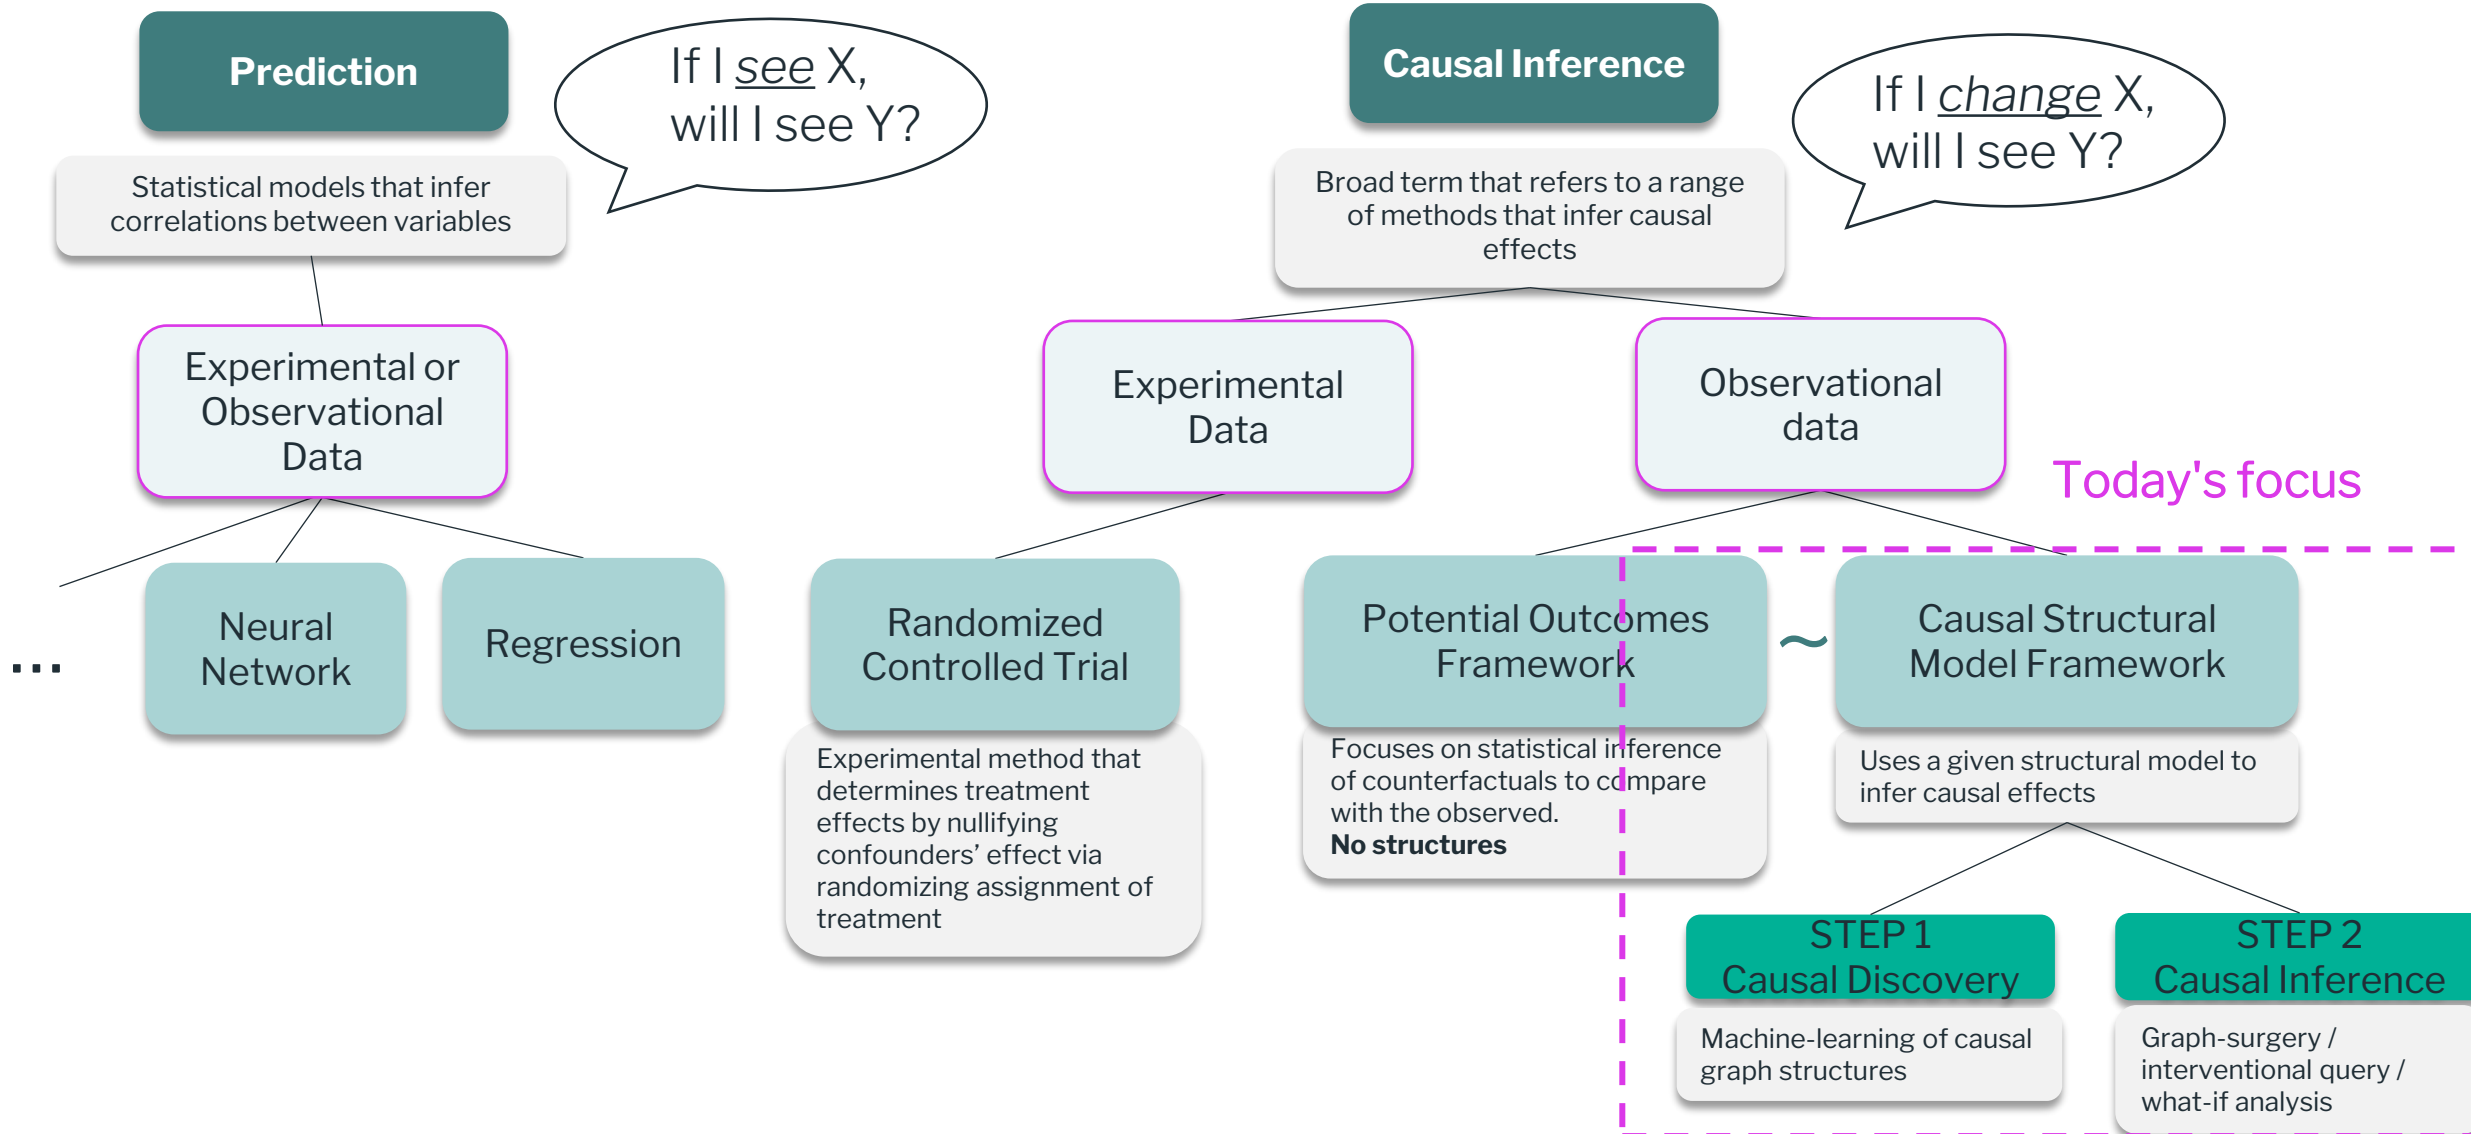 Prediction
If I see X,
will I see Y?
Statistical models that infer
correlations between variables
Experimental or
Observational
Data
...
Neural
Network
Regression
Causal Inference
If I change X,
will I see Y?
Broad term that refers to a range
of methods that infer causal
effects
Experimental
Data
Observational
data
Today's focus
Randomized
Controlled Trial
Experimental method that
determines treatment
effects by nullifying
confounders’ effect via
randomizing assignment of
treatment
Potential Outcomes
Framework
Focuses on statistical inference
of counterfactuals to compare
with the observed.
No structures
~
Causal Structural
Model Framework
Uses a given structural model to
infer causal effects
STEP 1
Causal Discovery
Machine-learning of causal
graph structures
STEP 2
Causal Inference
Graph-surgery /
interventional query /
what-if analysis